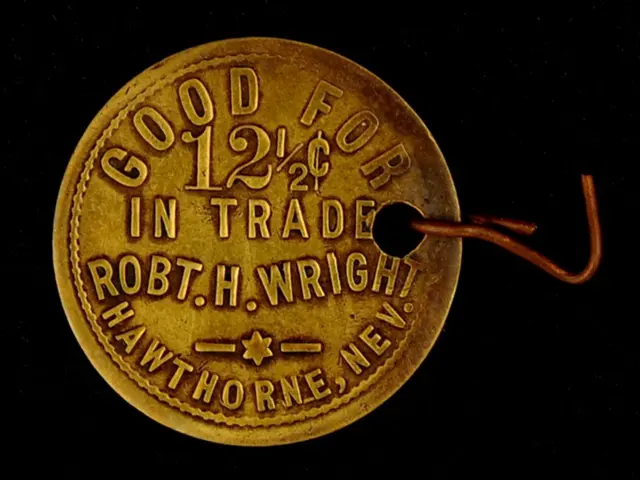 GOOD FOR
12½¢
IN TRADE
ROBT. H. WRIGHT
HAWTHORNE, NEV.